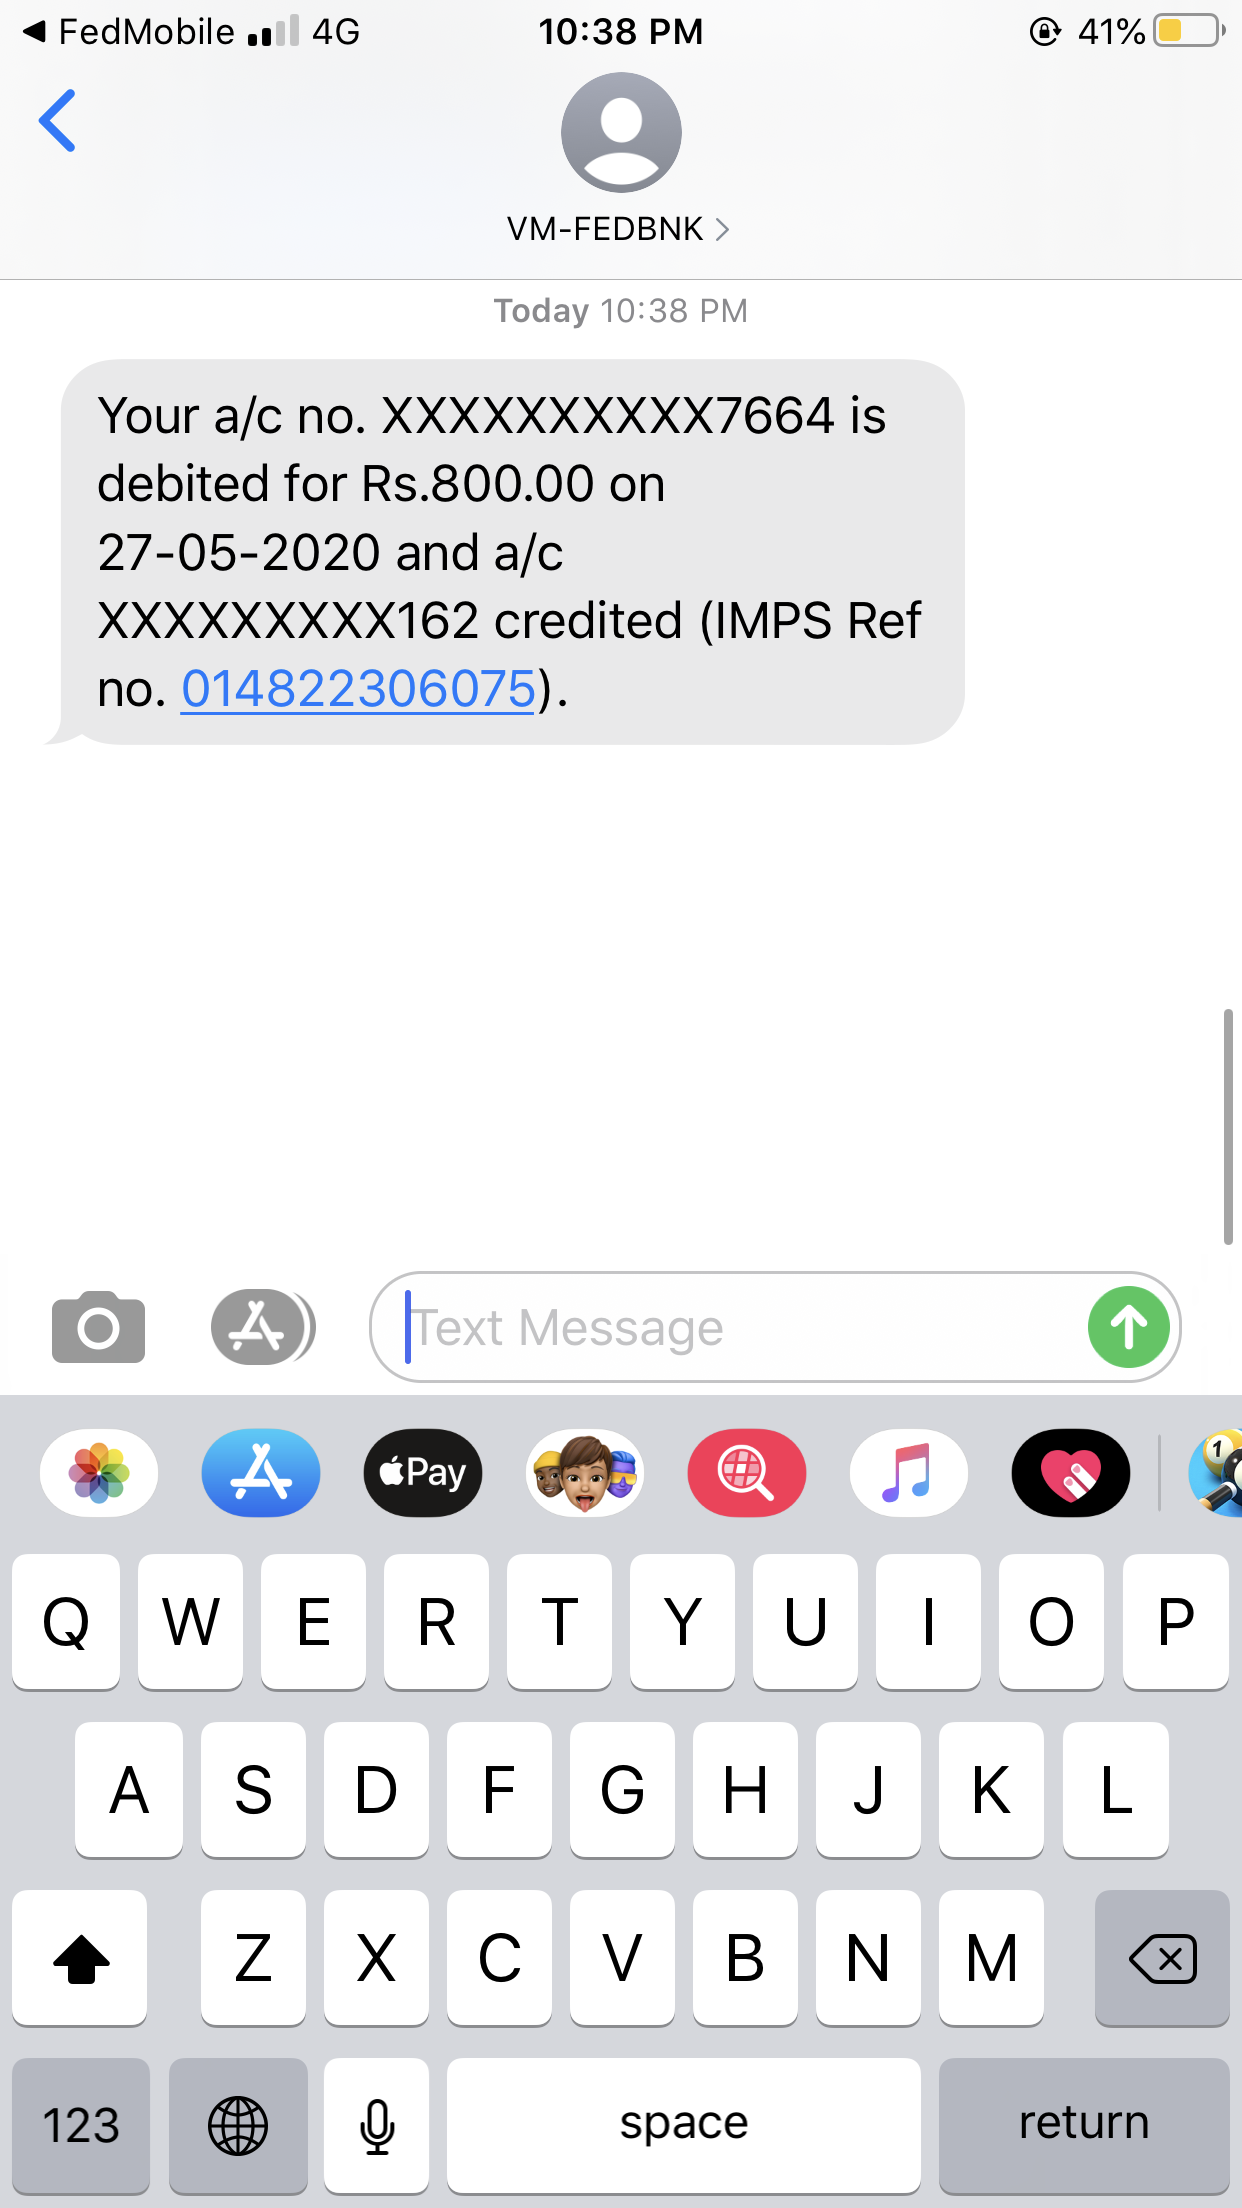 FedMobile 4G 10:38 PM 41%
VM-FEDBNK
Today 10:38 PM
Your a/c no. XXXXXXXXXX7664 is
debited for Rs.800.00 on
27-05-2020 and a/c
XXXXXXXXX162 credited (IMPS Ref
no. 014822306075).
Text Message
Pay
1
Q W E R T Y U I O P
A S D F G H J K L
Z X C V B N M
123 space return